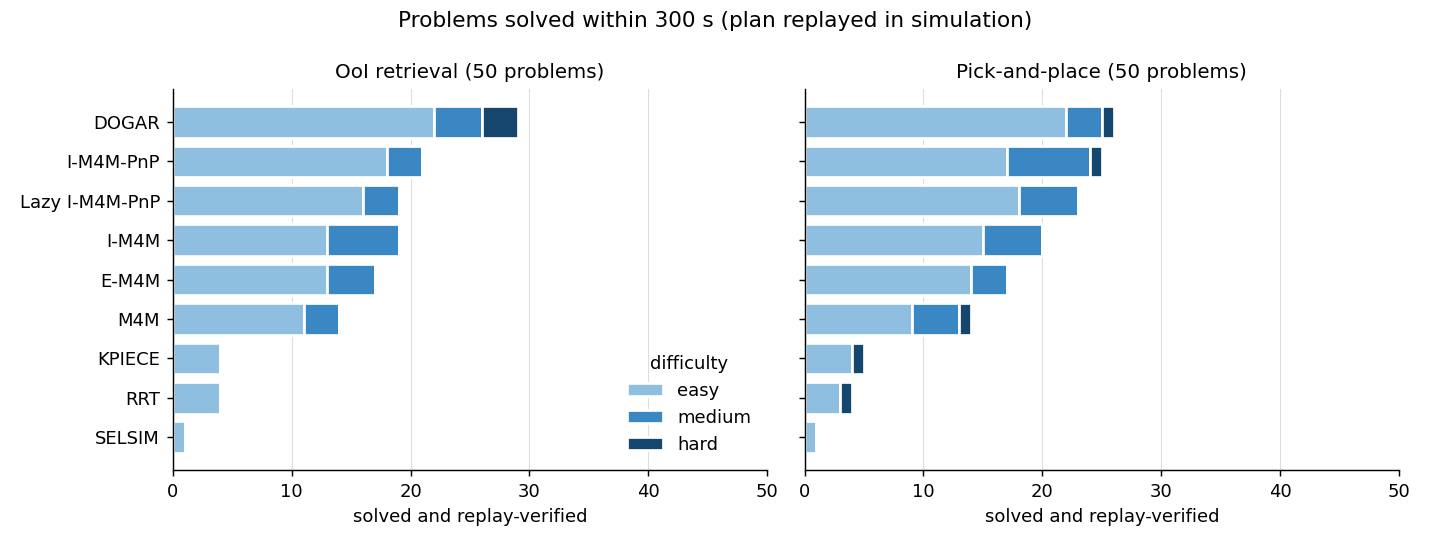 Problems solved within 300 s (plan replayed in simulation)
OoI retrieval (50 problems)
DOGAR
I-M4M-PnP
Lazy I-M4M-PnP
I-M4M
E-M4M
M4M
KPIECE
RRT
SELSIM
difficulty
easy
medium
hard
0 10 20 30 40 50
solved and replay-verified
Pick-and-place (50 problems)
0 10 20 30 40 50
solved and replay-verified